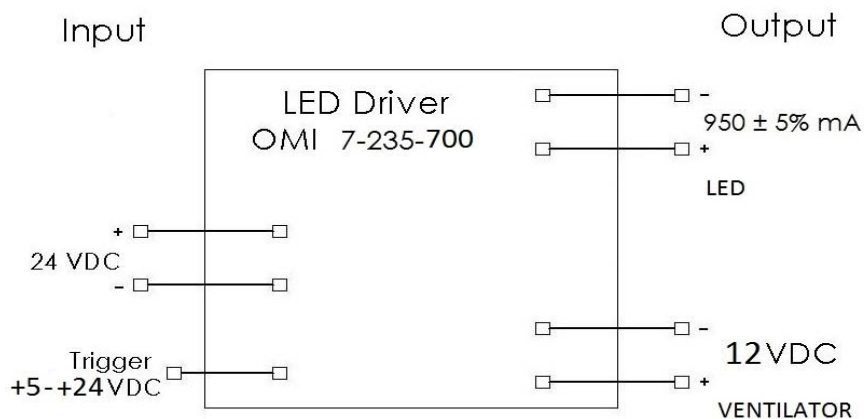 Input
Output
LED Driver
OMI 7-235-700
-
950 ± 5% mA
+
LED
+
24 VDC
-
Trigger
+5-+24VDC
-
12VDC
+
VENTILATOR